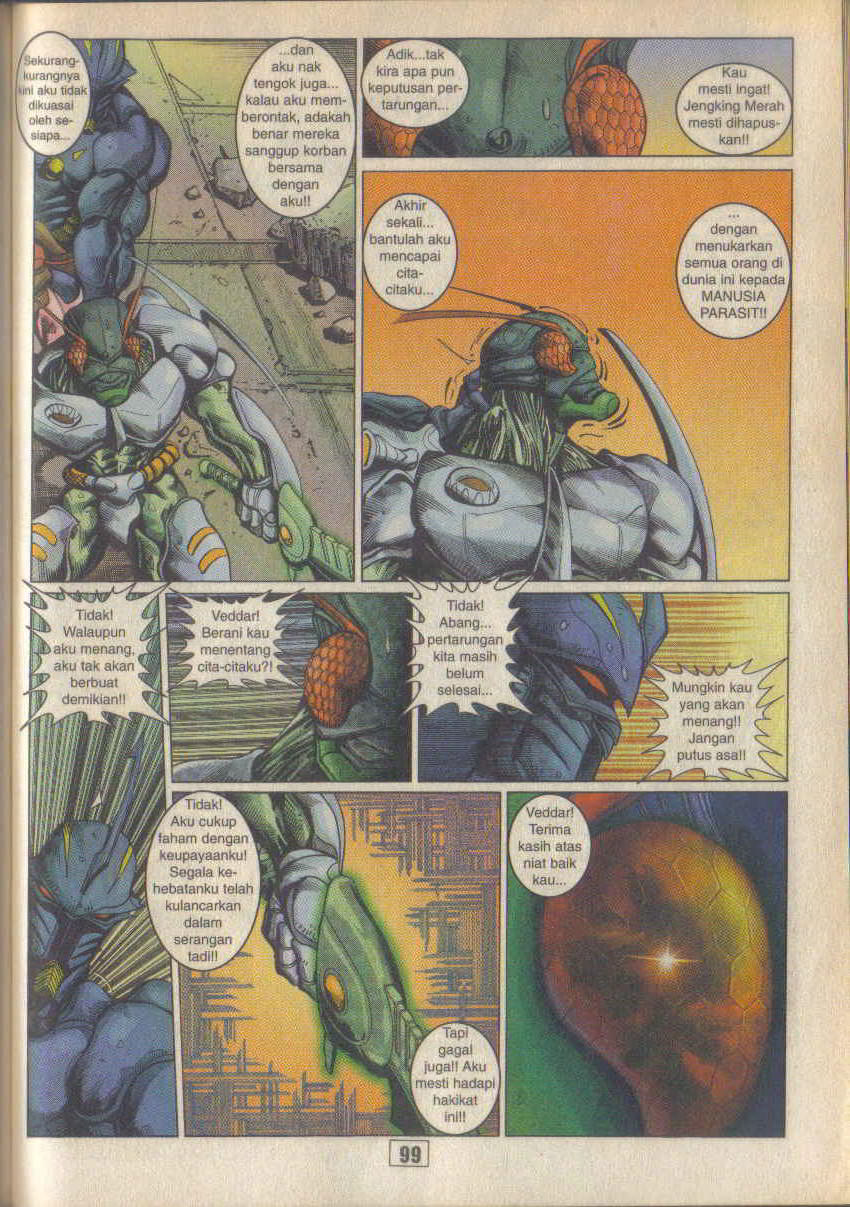 Sekurang-
kurangnya
kini aku tidak
dikuasai
oleh se-
siapa...
...dan
aku nak
tengok juga...
kalau aku mem-
berontak, adakah
benar mereka
sanggup korban
bersama
dengan
aku!!
Adik...tak
kira apa pun
keputusan per-
tarungan...
Kau
mesti ingat!
Jengking Merah
mesti dihapus-
kan!!
Akhir
sekali...
bantulah aku
mencapai
cita-
citaku...
...
dengan
menukarkan
semua orang di
dunia ini kepada
MANUSIA
PARASIT!!
Tidak!
Walaupun
aku menang,
aku tak akan
berbuat
demikian!!
Veddar!
Berani kau
menentang
cita-citaku?!
Tidak!
Abang...
pertarungan
kita masih
belum
selesai...
Mungkin kau
yang akan
menang!!
Jangan
putus asa!!
Tidak!
Aku cukup
faham dengan
keupayaanku!
Segala ke-
hebatanku telah
kulancarkan
dalam
serangan
tadi!!
Tapi
gagal
juga!! Aku
mesti hadapi
hakikat
ini!!
Veddar!
Terima
kasih atas
niat baik
kau...
99